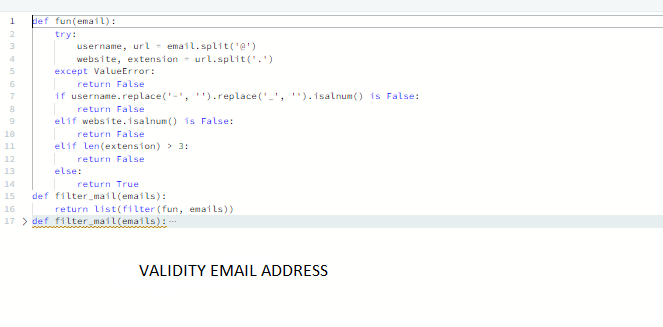 1 def fun(email):
2     try:
3         username, url = email.split('@')
4         website, extension = url.split('.')
5     except ValueError:
6         return False
7     if username.replace('-', '').replace('_', '').isalnum() is False:
8         return False
9     elif website.isalnum() is False:
10         return False
11     elif len(extension) > 3:
12         return False
13     else:
14         return True
15 def filter_mail(emails):
16     return list(filter(fun, emails))
17 > def filter_mail(emails): ···
VALIDITY EMAIL ADDRESS